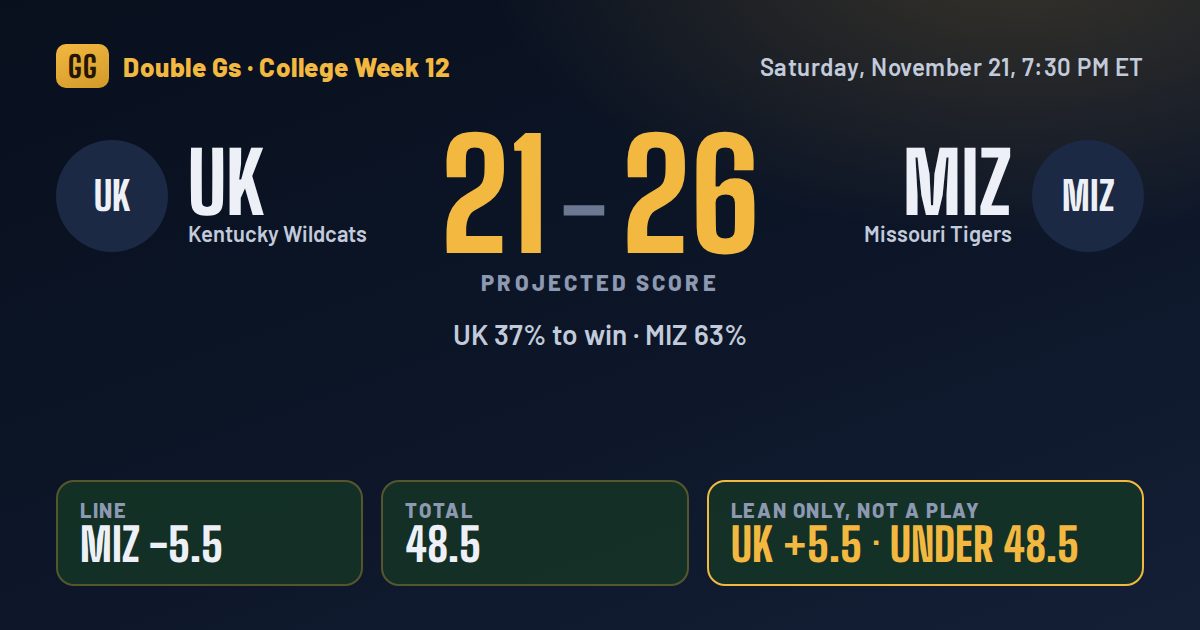 GG Double Gs · College Week 12
Saturday, November 21, 7:30 PM ET
UK
UK
Kentucky Wildcats
21 – 26
PROJECTED SCORE
UK 37% to win · MIZ 63%
MIZ
Missouri Tigers
MIZ
LINE
MIZ −5.5
TOTAL
48.5
LEAN ONLY, NOT A PLAY
UK +5.5 · UNDER 48.5